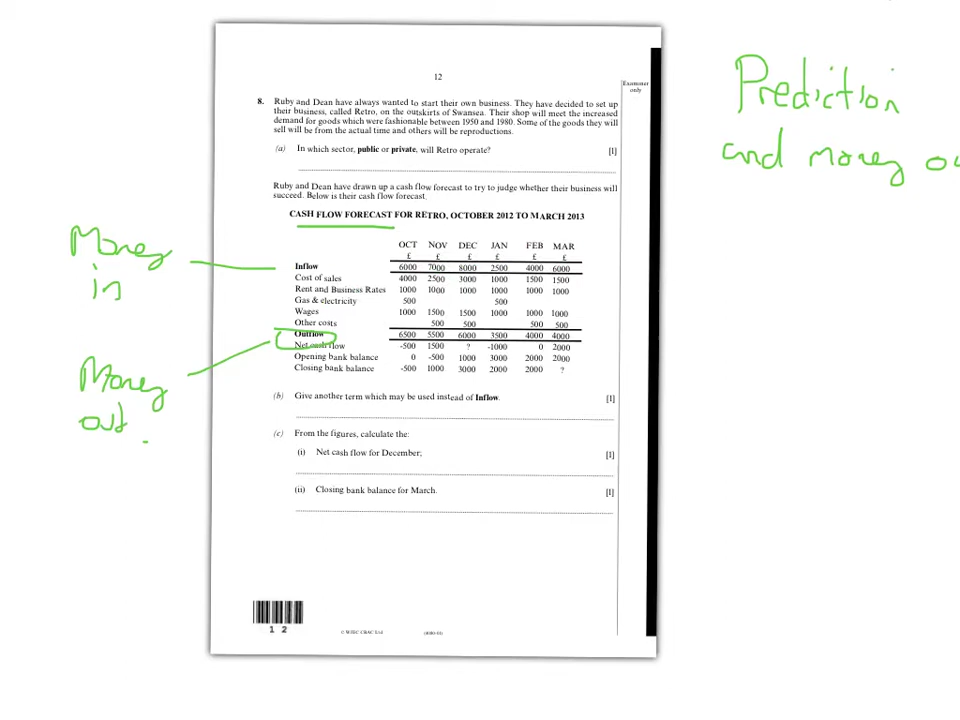 12
Examiner
only
8. Ruby and Dean have always wanted to start their own business. They have decided to set up
their business, called Retro, on the outskirts of Swansea. Their shop will meet the increased
demand for goods which were fashionable between 1950 and 1980. Some of the goods they will
sell will be from the actual time and others will be reproductions.
(a) In which sector, public or private, will Retro operate? [1]
Ruby and Dean have drawn up a cash flow forecast to try to judge whether their business will
succeed. Below is their cash flow forecast.
CASH FLOW FORECAST FOR RETRO, OCTOBER 2012 TO MARCH 2013
OCT NOV DEC JAN FEB MAR
£ £ £ £ £ £
Inflow 6000 7000 8000 2500 4000 6000
Cost of sales 4000 2500 3000 1000 1500 1500
Rent and Business Rates 1000 1000 1000 1000 1000 1000
Gas & electricity 500 500
Wages 1000 1500 1500 1000 1000 1000
Other costs 500 500 500 500
Outflow 6500 5500 6000 3500 4000 4000
Net cash flow -500 1500 ? -1000 0 2000
Opening bank balance 0 -500 1000 3000 2000 2000
Closing bank balance -500 1000 3000 2000 2000 ?
(b) Give another term which may be used instead of Inflow. [1]
(c) From the figures, calculate the:
(i) Net cash flow for December; [1]
(ii) Closing bank balance for March. [1]
1 2
© WJEC CBAC Ltd.
Money
in
Money
out.
Prediction
and money